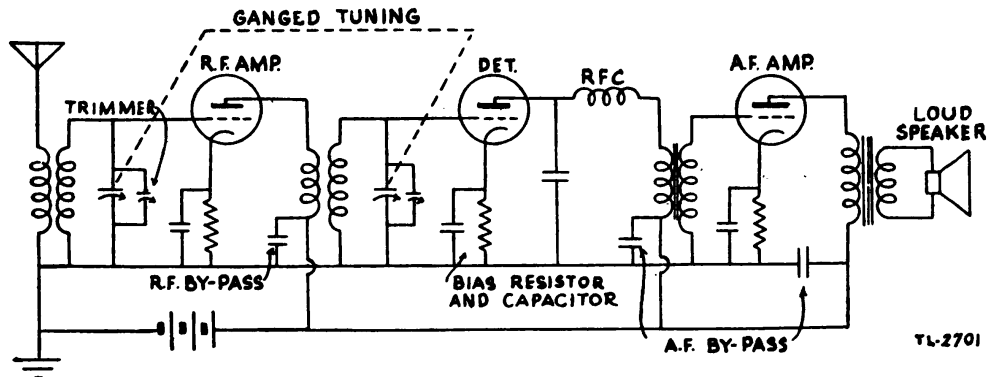 GANGED TUNING
R.F. AMP.
DET.
RFC
A.F. AMP.
TRIMMER
LOUD
SPEAKER
R.F. BY-PASS
BIAS RESISTOR
AND CAPACITOR
A.F. BY-PASS
TL-2701